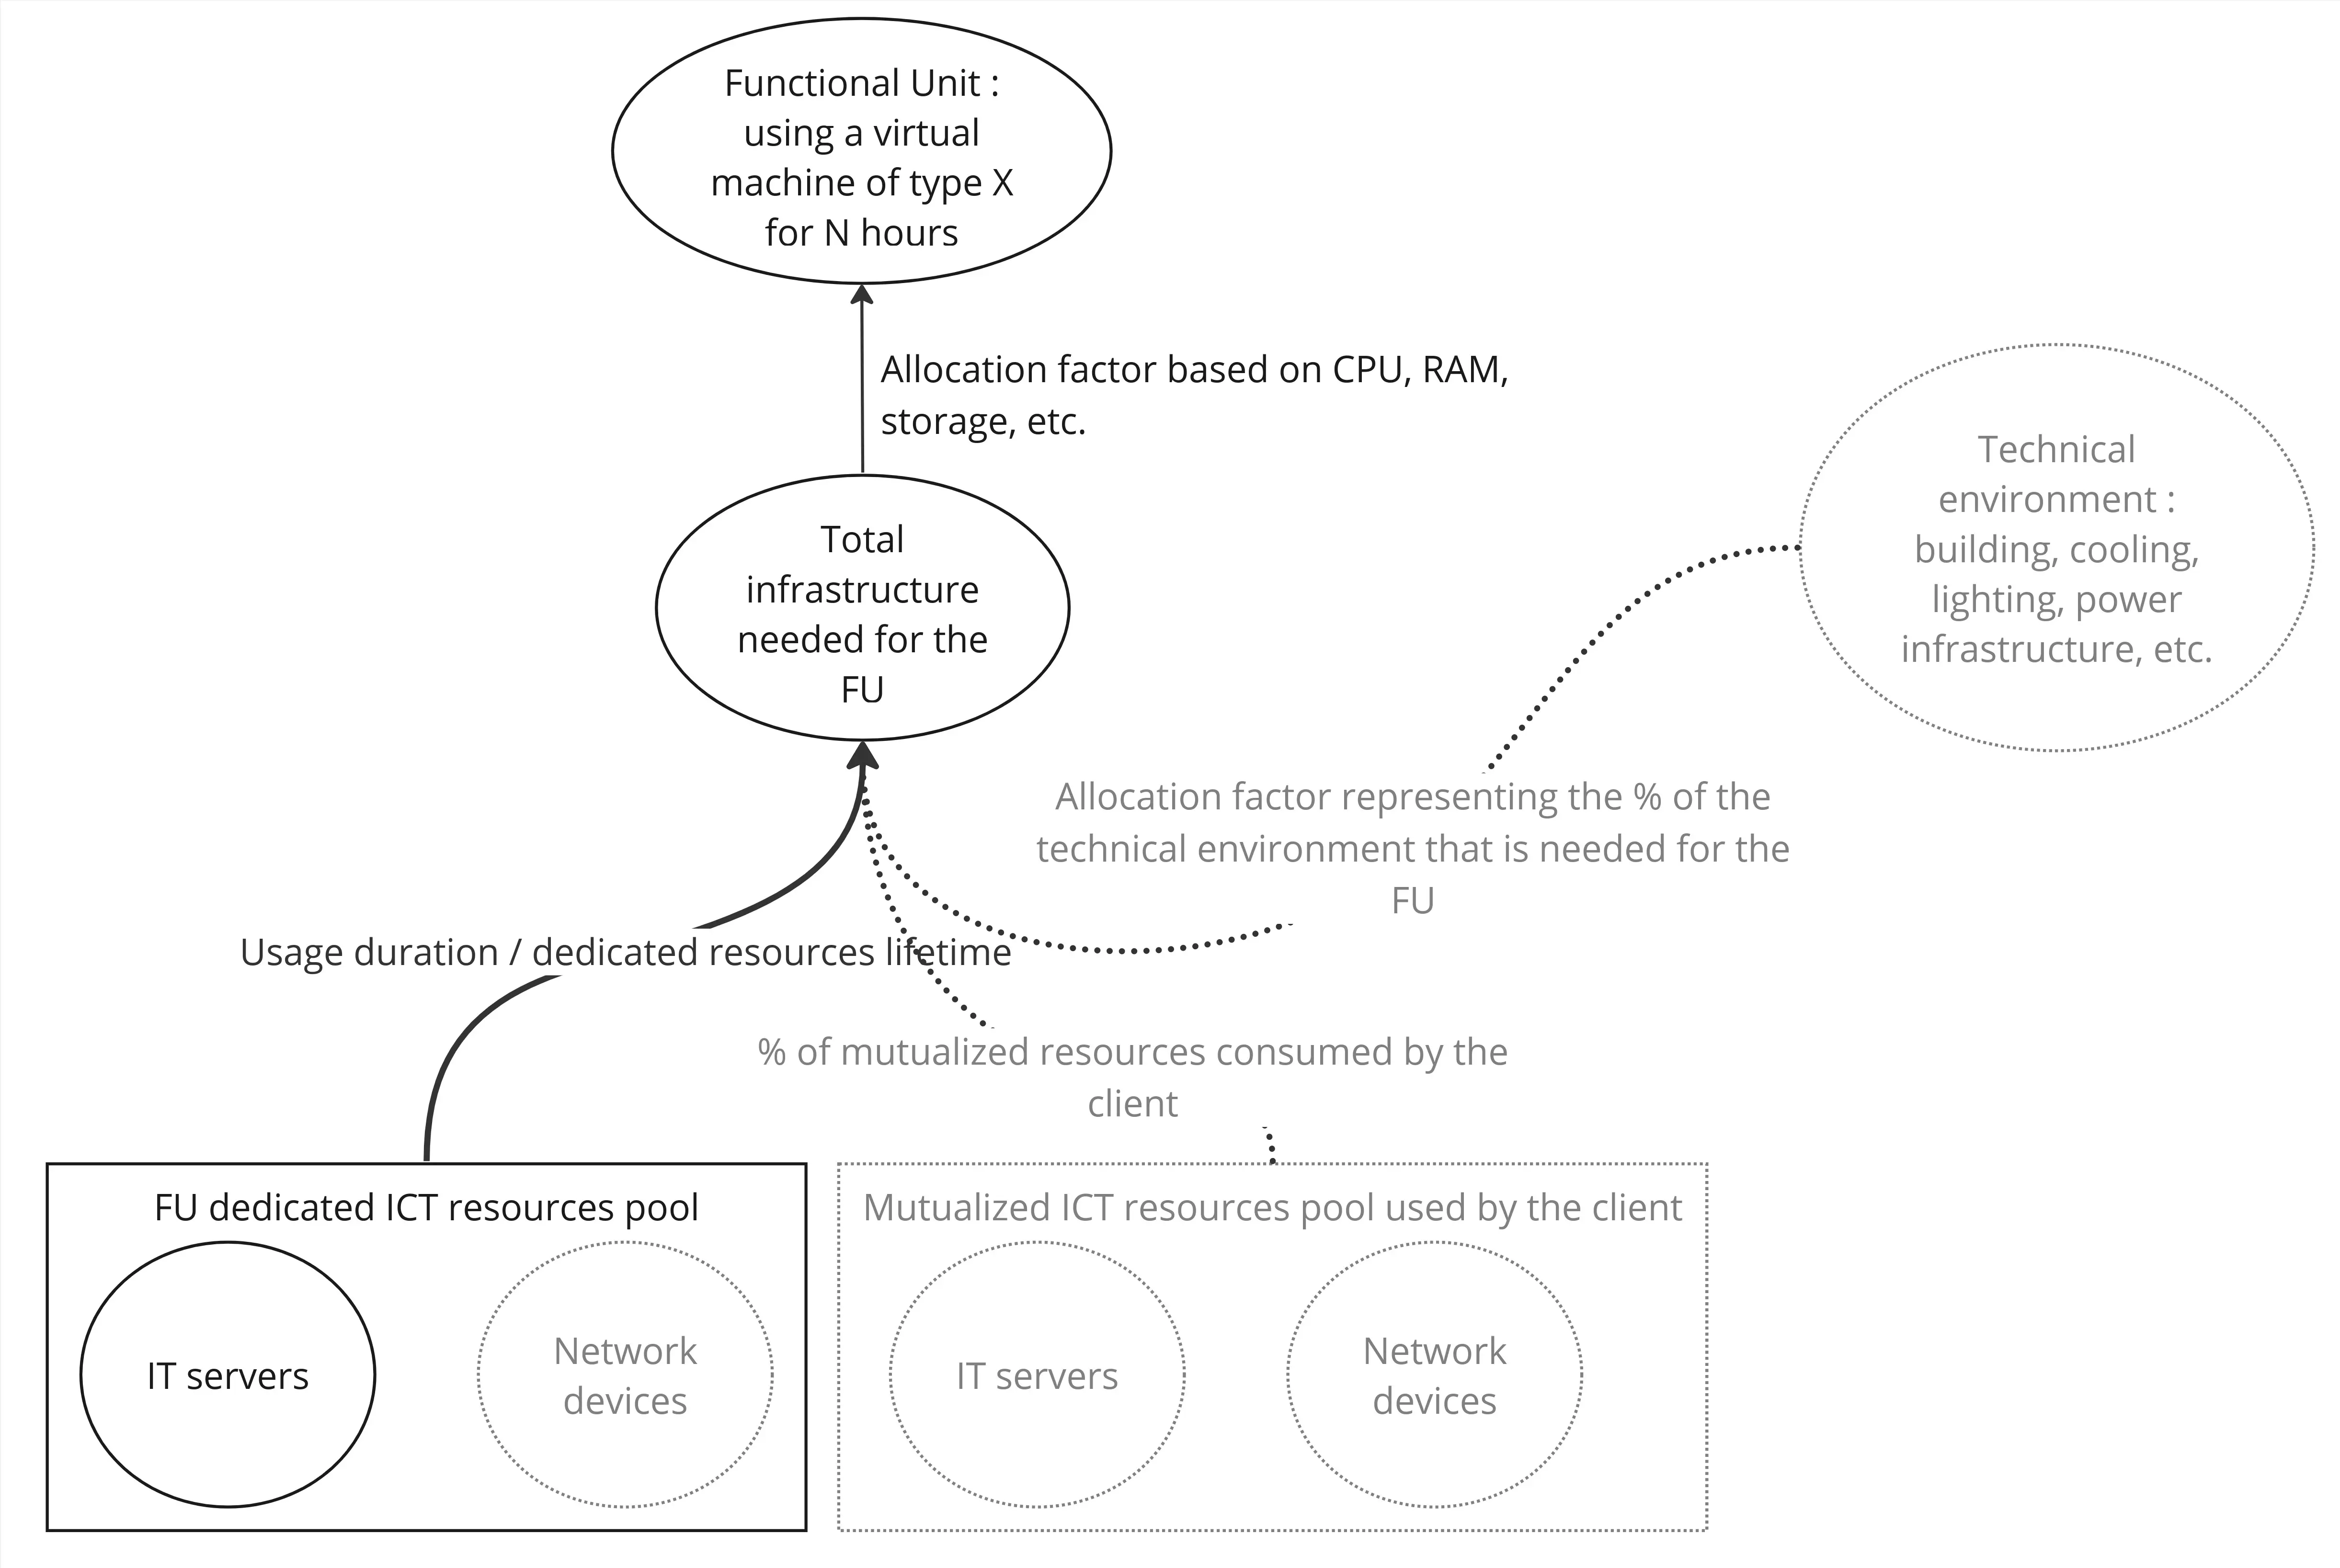 Functional Unit :
using a virtual
machine of type X
for N hours
Allocation factor based on CPU, RAM,
storage, etc.
Technical
environment :
building, cooling,
lighting, power
infrastructure, etc.
Total
infrastructure
needed for the
FU
Allocation factor representing the % of the
technical environment that is needed for the
FU
Usage duration / dedicated resources lifetime
% of mutualized resources consumed by the
client
FU dedicated ICT resources pool
IT servers
Network
devices
Mutualized ICT resources pool used by the client
IT servers
Network
devices